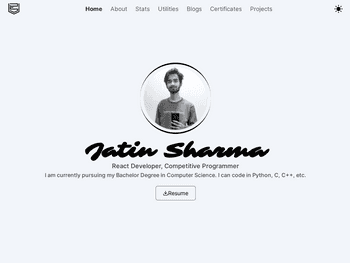 Home About Stats Utilities Blogs Certificates Projects
Jatin Sharma
React Developer, Competitive Programmer
I am currently pursuing my Bachelor Degree in Computer Science. I can code in Python, C, C++, etc.
Resume